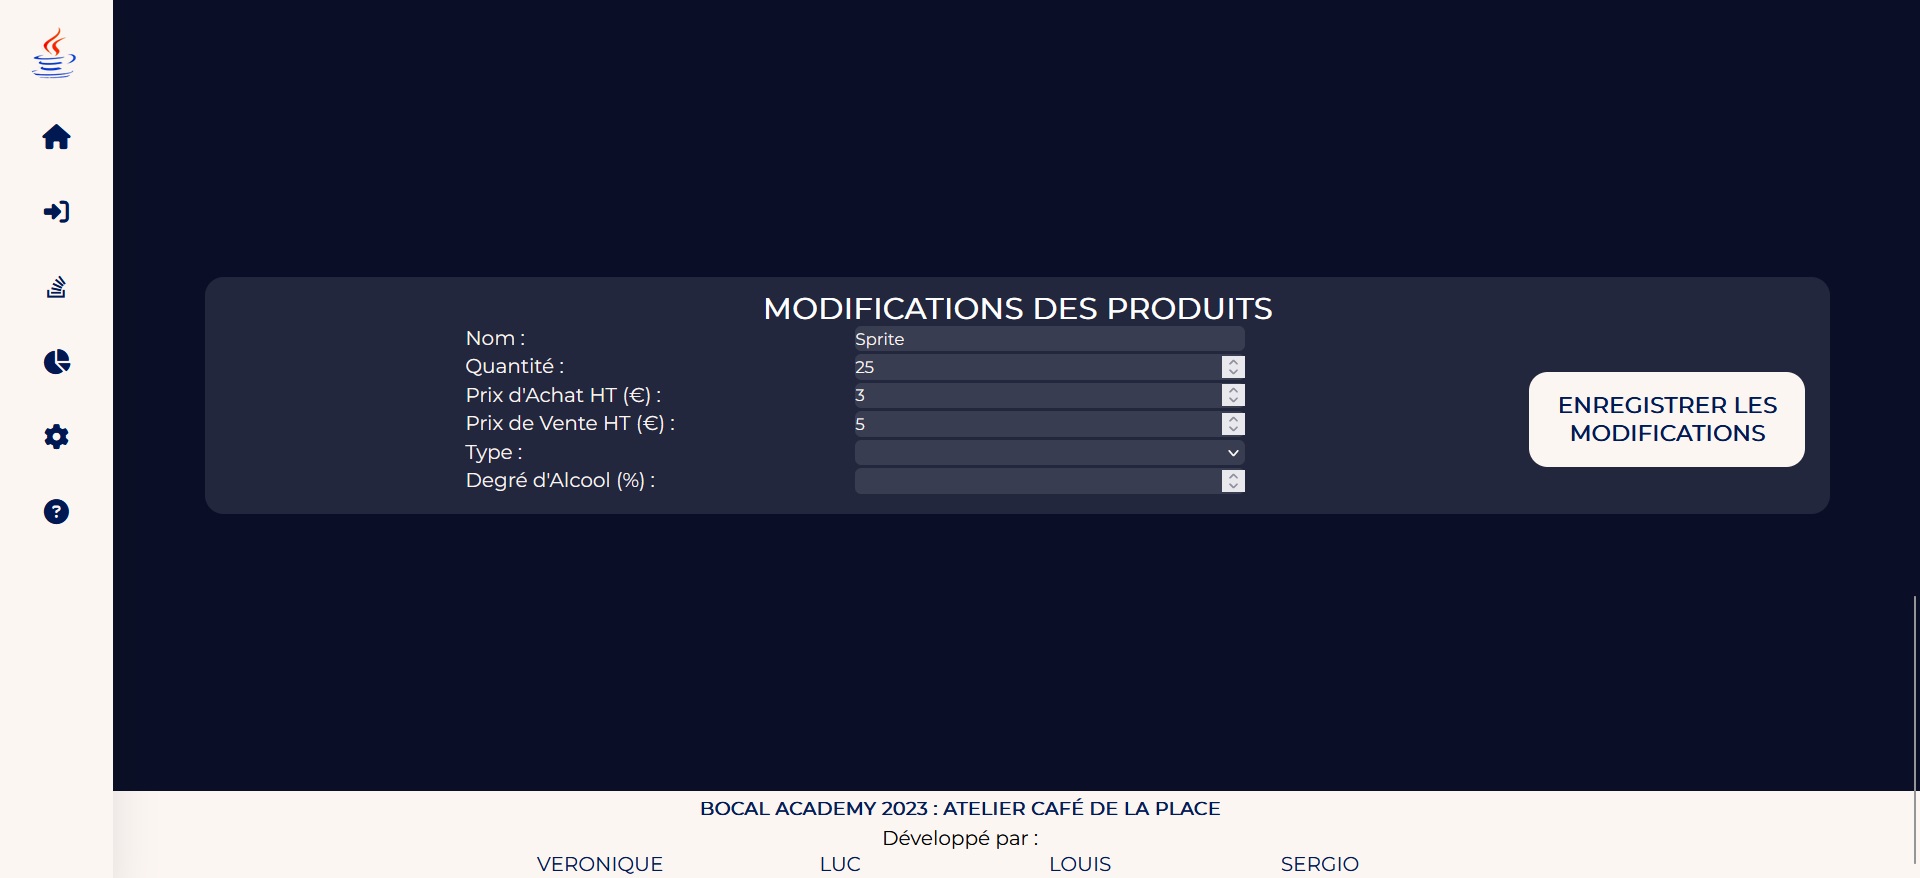 MODIFICATIONS DES PRODUITS
Nom : Sprite
Quantité : 25
Prix d'Achat HT (€) : 3
Prix de Vente HT (€) : 5
Type :
Degré d'Alcool (%) :
ENREGISTRER LES
MODIFICATIONS
BOCAL ACADEMY 2023 : ATELIER CAFÉ DE LA PLACE
Développé par :
VERONIQUE LUC LOUIS SERGIO